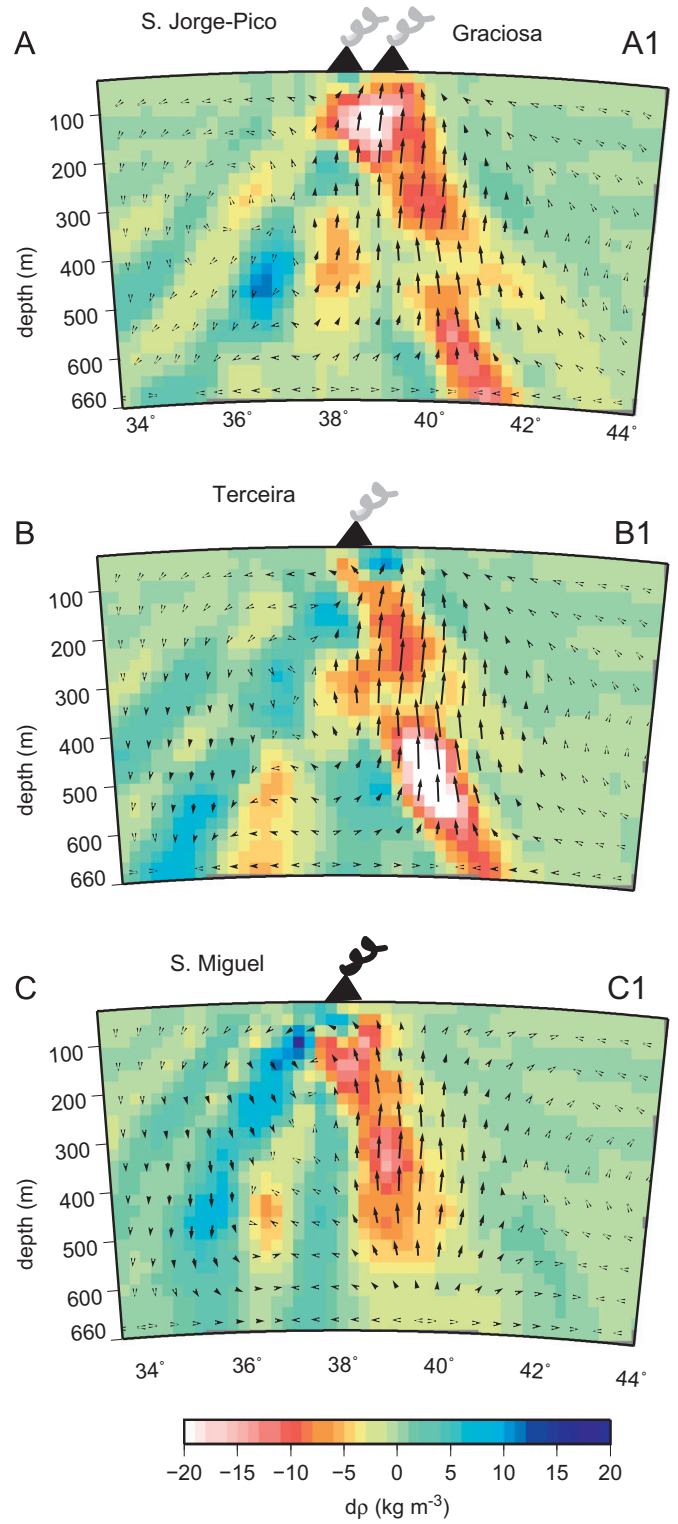 S. Jorge-Pico
Graciosa
A
A1
100
200
300
400
500
600
660
depth (m)
34°
36°
38°
40°
42°
44°
Terceira
B
B1
100
200
300
400
500
600
660
depth (m)
S. Miguel
C
C1
100
200
300
400
500
600
660
depth (m)
34°
36°
38°
40°
42°
44°
−20 −15 −10 −5 0 5 10 15 20
dρ (kg m⁻³)